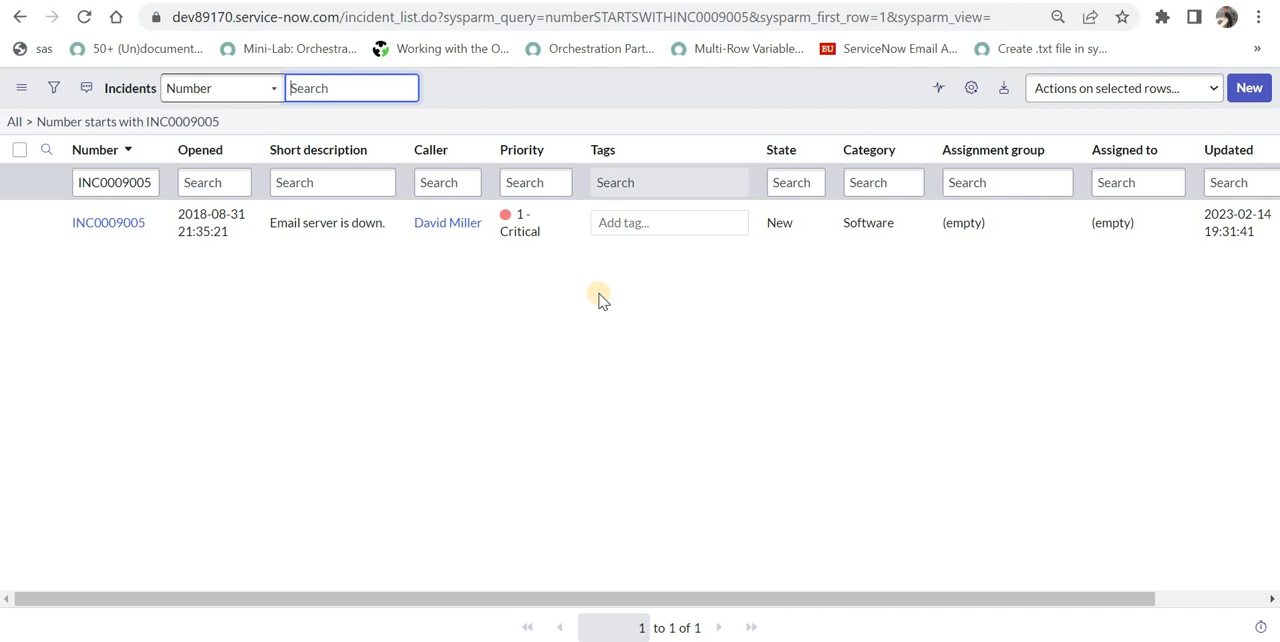 dev89170.service-now.com/incident_list.do?sysparm_query=numberSTARTSWITHINC0009005&sysparm_first_row=1&sysparm_view=
sas 50+ (Un)document... Mini-Lab: Orchestra... Working with the O... Orchestration Part... Multi-Row Variable... BU ServiceNow Email A... Create .txt file in sy... »
Incidents Number Search Actions on selected rows... New
All > Number starts with INC0009005
Number Opened Short description Caller Priority Tags State Category Assignment group Assigned to Updated
INC0009005 Search Search Search Search Search Search Search Search Search Search
INC0009005 2018-08-31 21:35:21 Email server is down. David Miller 1 - Critical Add tag... New Software (empty) (empty) 2023-02-14 19:31:41
1 to 1 of 1